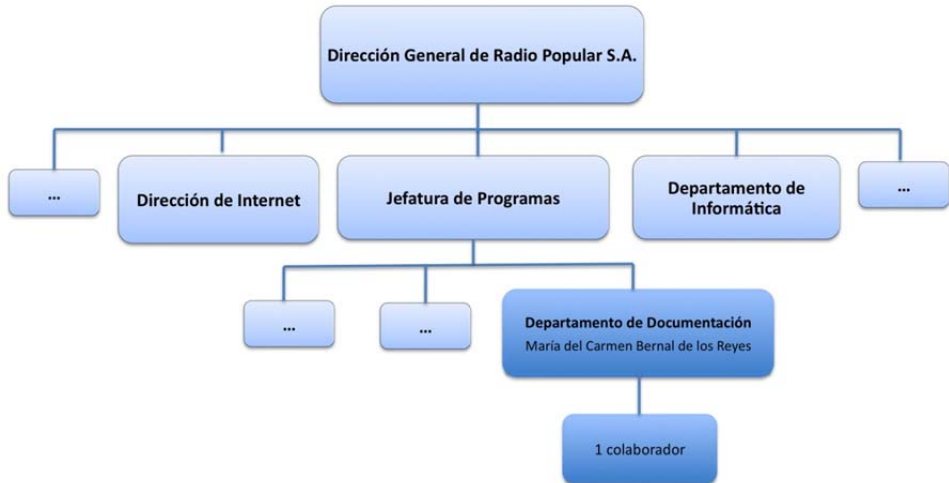 Dirección General de Radio Popular S.A.
...
Dirección de Internet
Jefatura de Programas
Departamento de
Informática
...
...
...
Departamento de Documentación
María del Carmen Bernal de los Reyes
1 colaborador